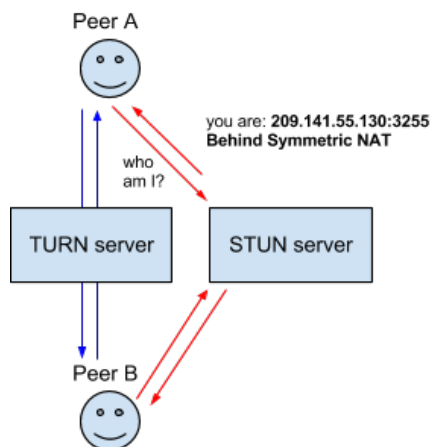 Peer A
you are: 209.141.55.130:3255
Behind Symmetric NAT
who
am I?
TURN server
STUN server
Peer B